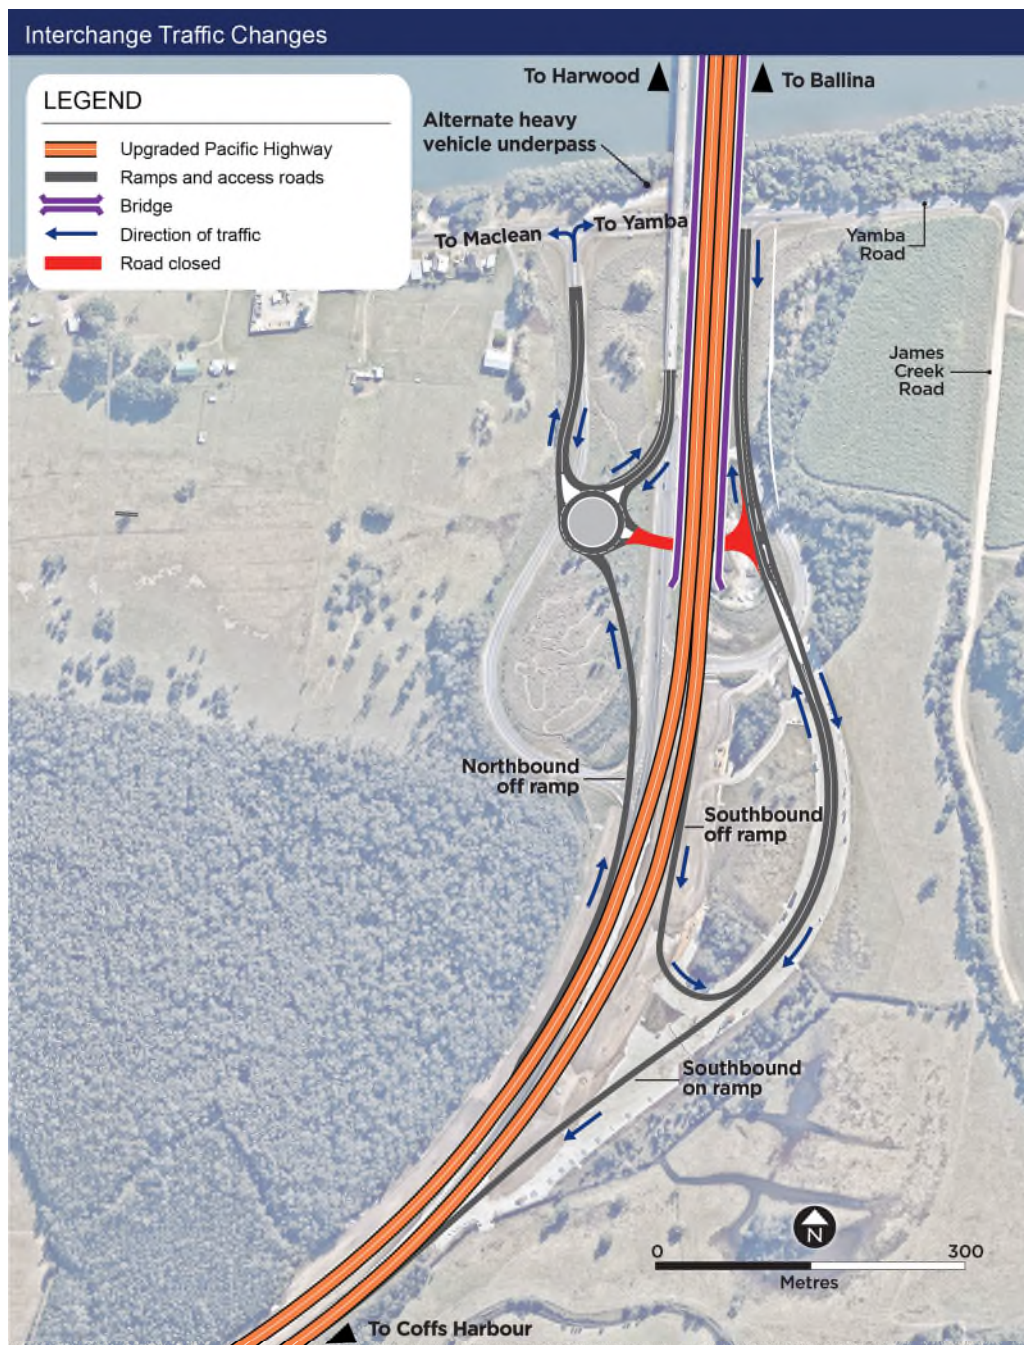 Interchange Traffic Changes
LEGEND
Upgraded Pacific Highway
Ramps and access roads
Bridge
Direction of traffic
Road closed
To Harwood
To Ballina
Alternate heavy
vehicle underpass
To Maclean
To Yamba
Yamba
Road
James
Creek
Road
Northbound
off ramp
Southbound
off ramp
Southbound
on ramp
N
0
300
Metres
To Coffs Harbour